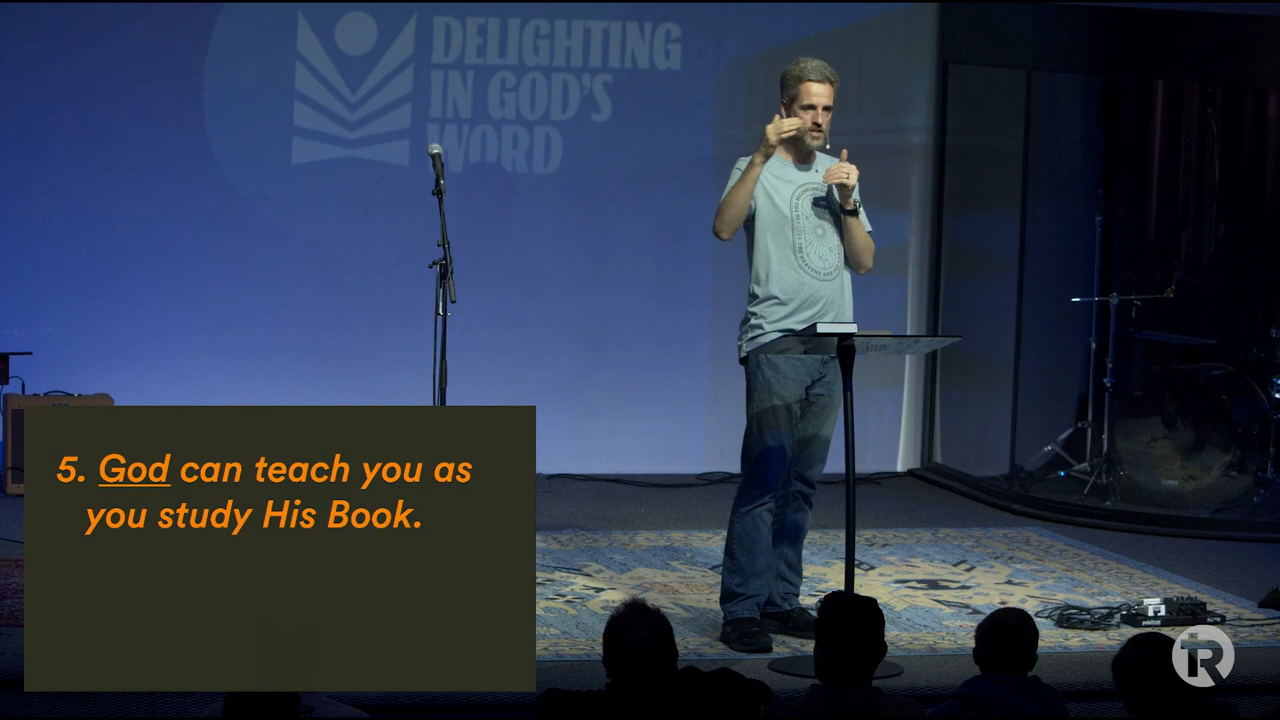 DELIGHTING
IN GOD'S
WORD
5. God can teach you as
you study His Book.
R